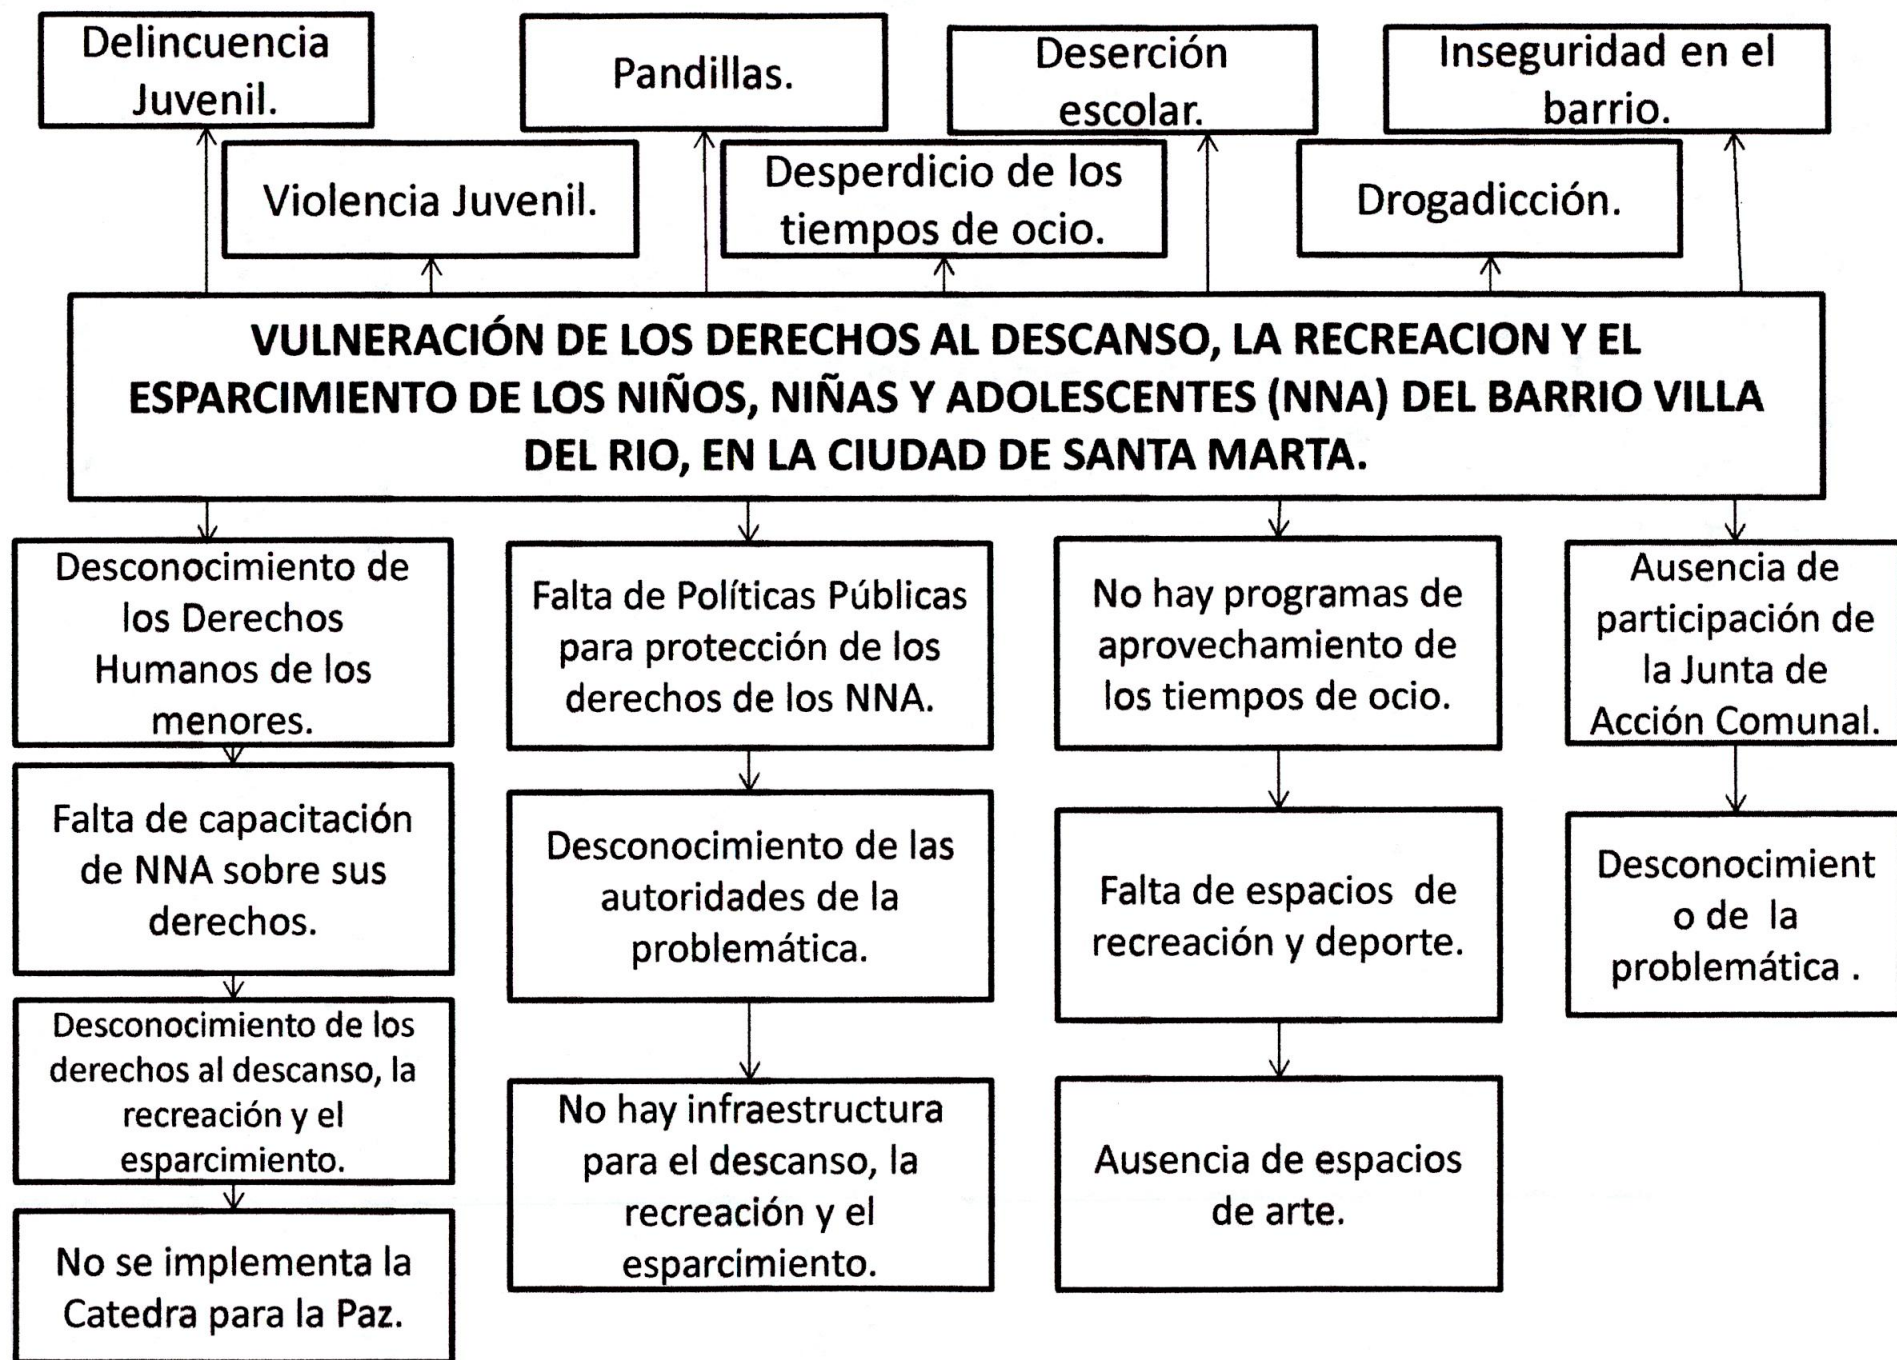 Delincuencia
Juvenil.
Pandillas.
Deserción
escolar.
Inseguridad en el
barrio.
Violencia Juvenil.
Desperdicio de los
tiempos de ocio.
Drogadicción.
VULNERACIÓN DE LOS DERECHOS AL DESCANSO, LA RECREACION Y EL
ESPARCIMIENTO DE LOS NIÑOS, NIÑAS Y ADOLESCENTES (NNA) DEL BARRIO VILLA
DEL RIO, EN LA CIUDAD DE SANTA MARTA.
Desconocimiento de
los Derechos
Humanos de los
menores.
Falta de Políticas Públicas
para protección de los
derechos de los NNA.
No hay programas de
aprovechamiento de
los tiempos de ocio.
Ausencia de
participación de
la Junta de
Acción Comunal.
Falta de capacitación
de NNA sobre sus
derechos.
Desconocimiento de las
autoridades de la
problemática.
Falta de espacios  de
recreación y deporte.
Desconocimient
o de  la
problemática .
Desconocimiento de los
derechos al descanso, la
recreación y el
esparcimiento.
No hay infraestructura
para el descanso, la
recreación y el
esparcimiento.
Ausencia de espacios
de arte.
No se implementa la
Catedra para la Paz.